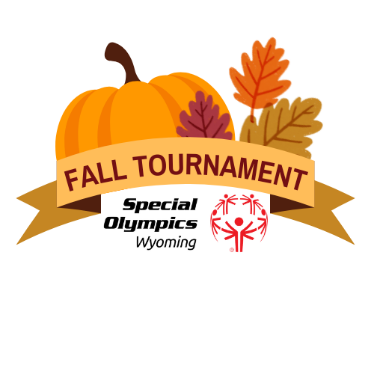 FALL TOURNAMENT
Special
Olympics
Wyoming
®